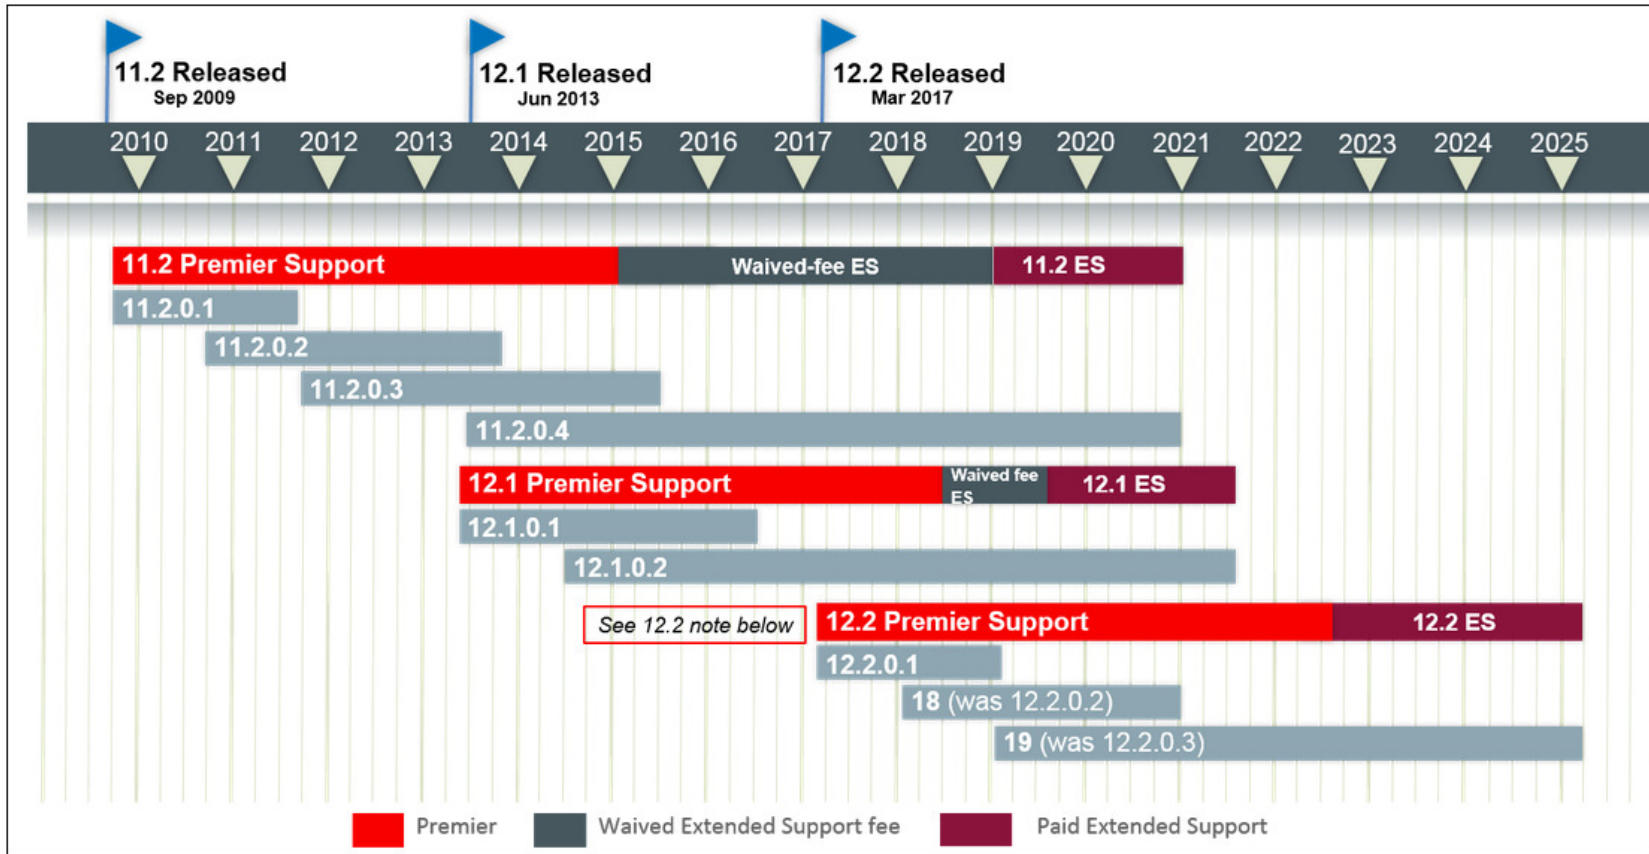 11.2 Released
Sep 2009
12.1 Released
Jun 2013
12.2 Released
Mar 2017
2010 2011 2012 2013 2014 2015 2016 2017 2018 2019 2020 2021 2022 2023 2024 2025
11.2 Premier Support Waived-fee ES 11.2 ES
11.2.0.1
11.2.0.2
11.2.0.3
11.2.0.4
12.1 Premier Support Waived fee ES 12.1 ES
12.1.0.1
12.1.0.2
See 12.2 note below 12.2 Premier Support 12.2 ES
12.2.0.1
18 (was 12.2.0.2)
19 (was 12.2.0.3)
Premier Waived Extended Support fee Paid Extended Support